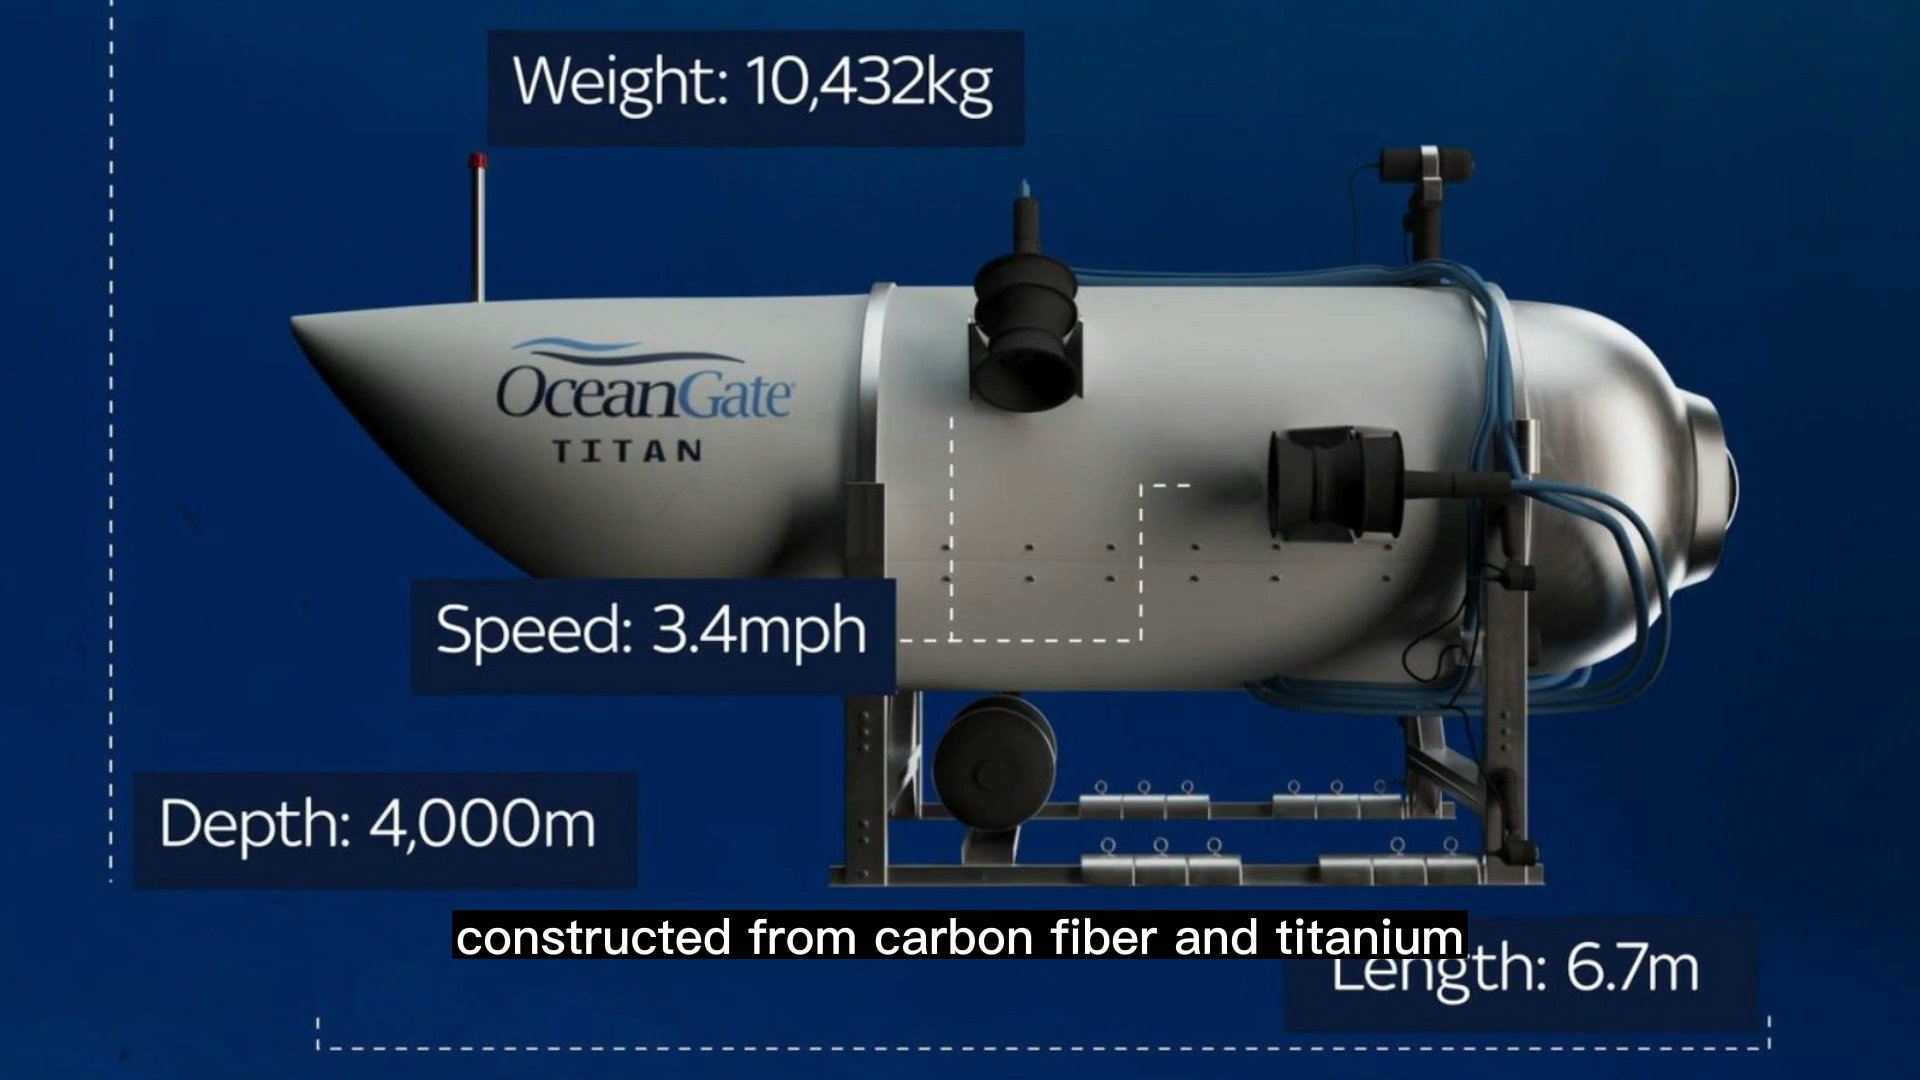 Weight: 10,432kg
OceanGate
TITAN
Speed: 3.4mph
Depth: 4,000m
constructed from carbon fiber and titanium
Length: 6.7m